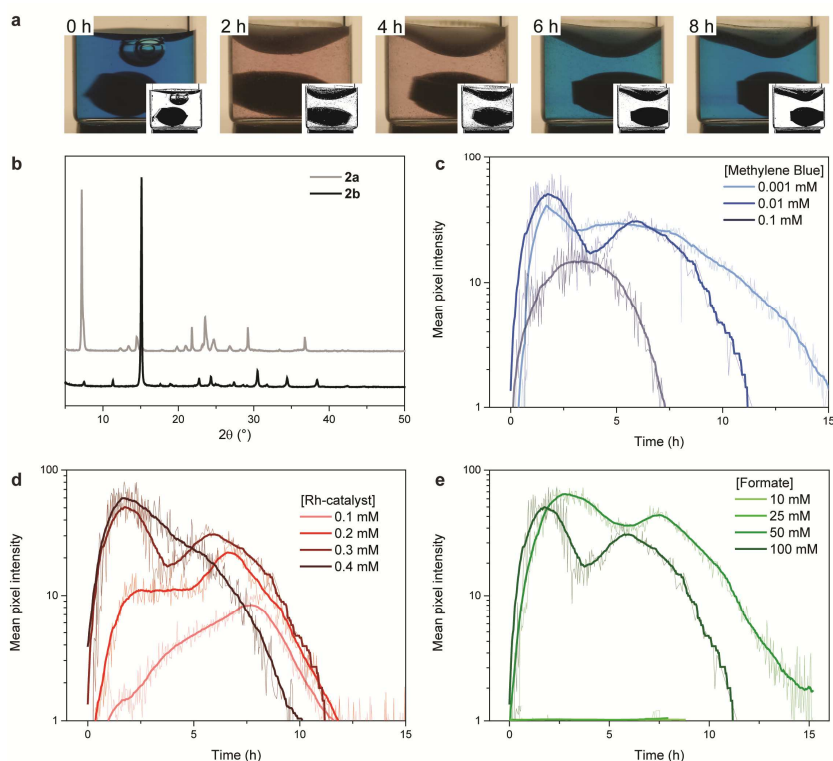 a
0 h
2 h
4 h
6 h
8 h
b
2a
2b
10
20
30
40
50
2θ (°)
c
Mean pixel intensity
100
10
1
[Methylene Blue]
0.001 mM
0.01 mM
0.1 mM
0
5
10
15
Time (h)
d
Mean pixel intensity
100
10
1
[Rh-catalyst]
0.1 mM
0.2 mM
0.3 mM
0.4 mM
0
5
10
15
Time (h)
e
Mean pixel intensity
100
10
1
[Formate]
10 mM
25 mM
50 mM
100 mM
0
5
10
15
Time (h)